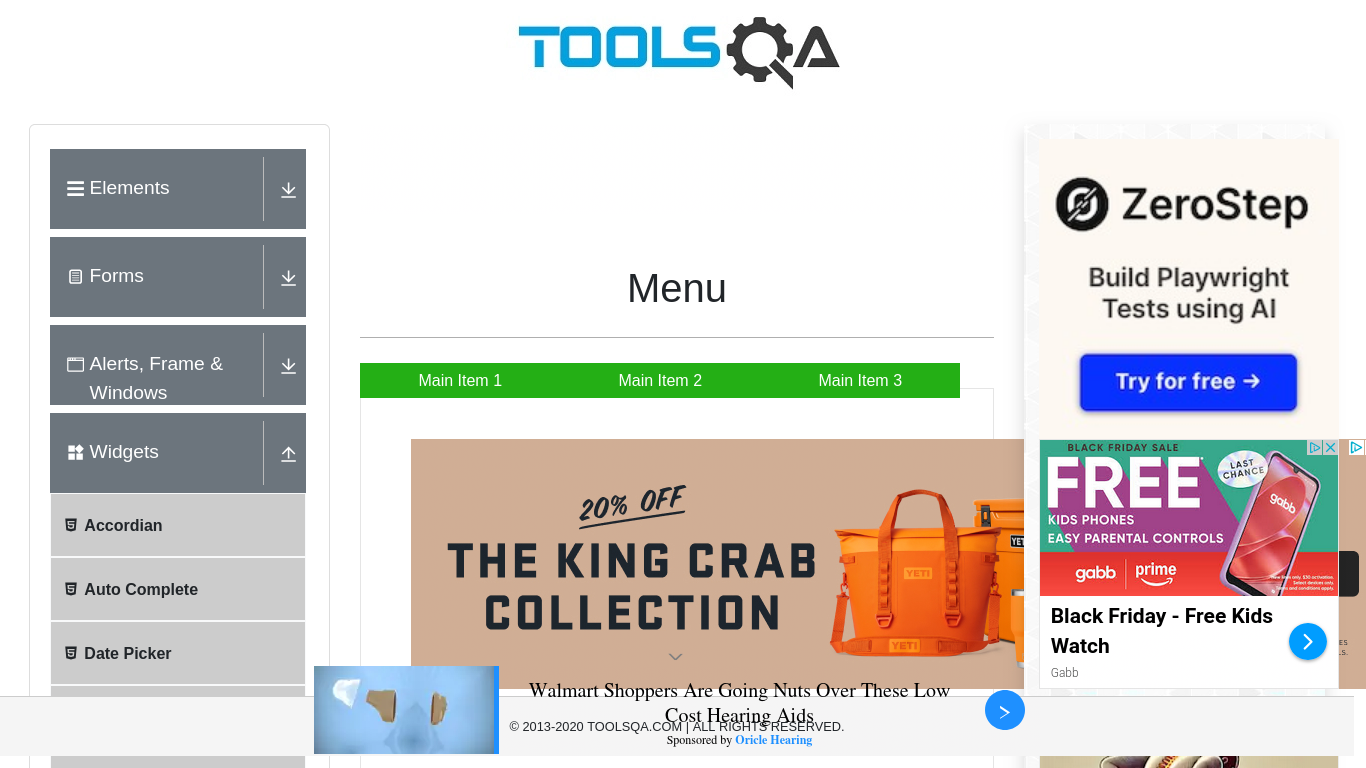 TOOLSQA
Elements
Forms
Alerts, Frame &
Windows
Widgets
Accordian
Auto Complete
Date Picker
Menu
Main Item 1
Main Item 2
Main Item 3
20% OFF
THE KING CRAB
COLLECTION
YETI
YETI
ZeroStep
Build Playwright
Tests using AI
Try for free →
BLACK FRIDAY SALE
FREE
LAST
CHANCE
KIDS PHONES
EASY PARENTAL CONTROLS
gabb
gabb
prime
Black Friday - Free Kids
Watch
Gabb
Walmart Shoppers Are Going Nuts Over These Low
Cost Hearing Aids
Sponsored by Oricle Hearing
© 2013-2020 TOOLSQA.COM | ALL RIGHTS RESERVED.